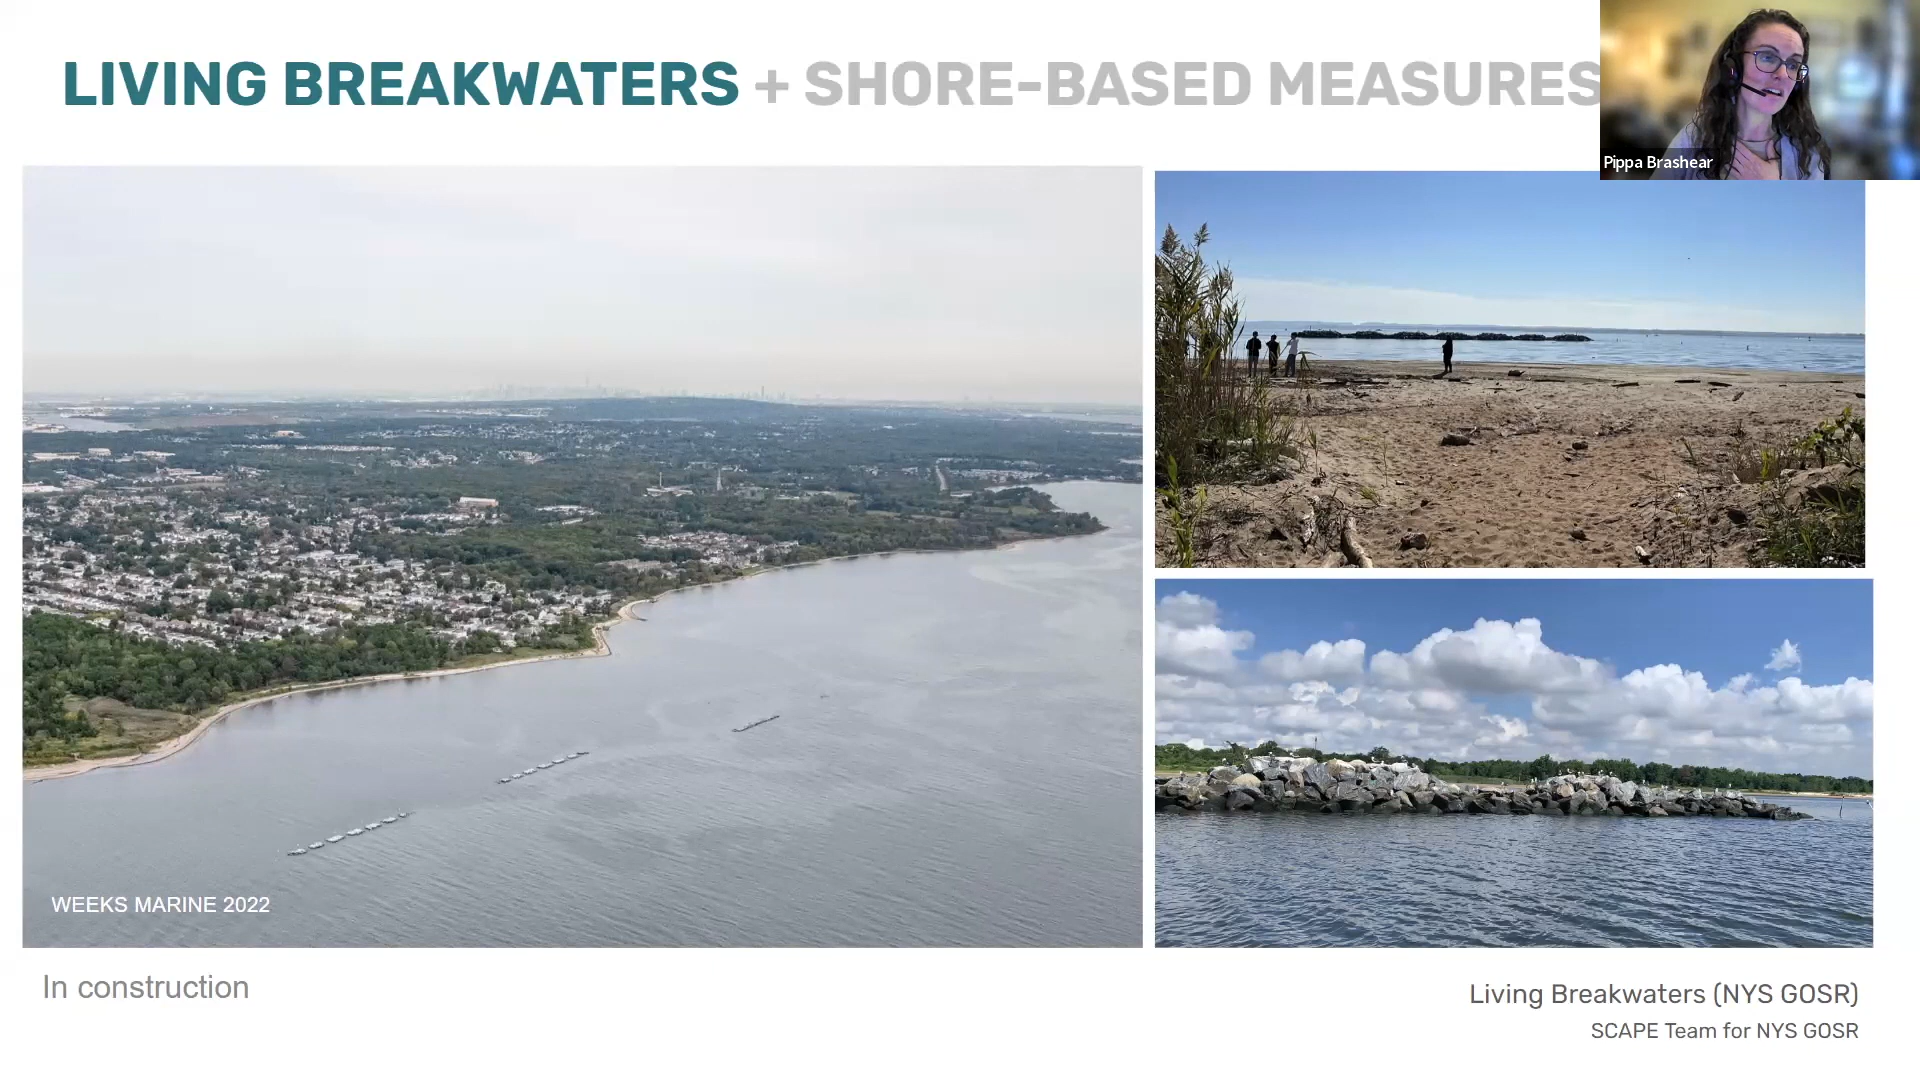 LIVING BREAKWATERS + SHORE-BASED MEASURES
Pippa Brashear
WEEKS MARINE 2022
In construction
Living Breakwaters (NYS GOSR)
SCAPE Team for NYS GOSR